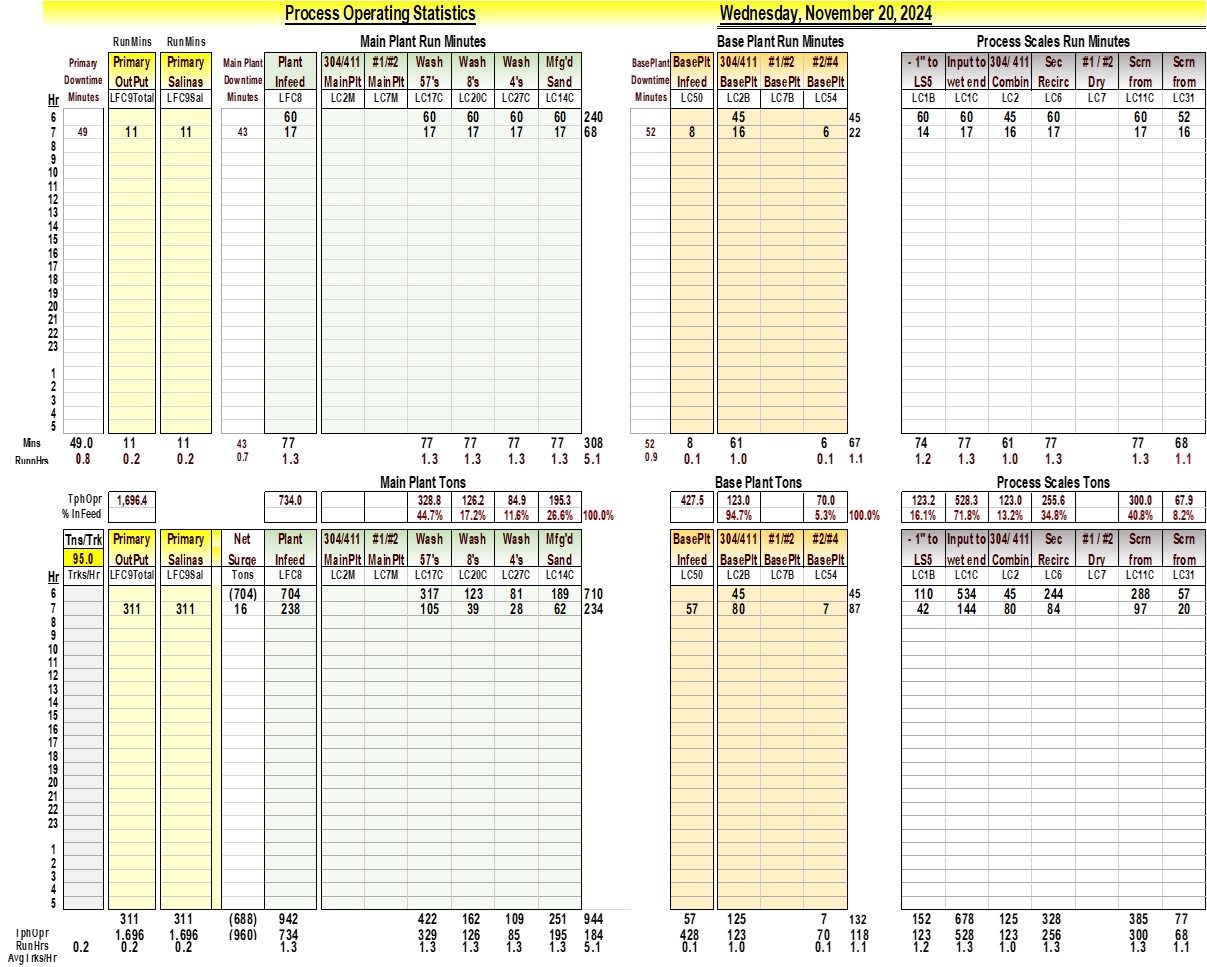 Process Operating Statistics Wednesday, November 20, 2024
RunMins RunMins Main Plant Run Minutes Base Plant Run Minutes Process Scales Run Minutes
Primary Primary Primary Main Plant Plant 304/411 #1/#2 Wash Wash Wash Mfg'd BasePlant BasePlt 304/411 #1/#2 #2/#4 - 1" to Input to 304/ 411 Sec #1 / #2 Scrn Scrn
Downtime OutPut Salinas Downtime Infeed MainPlt MainPlt 57's 8's 4's Sand Downtime Infeed BasePlt BasePlt BasePlt LS5 wet end Combin Recirc Dry from from
Hr Minutes LFC9Total LFC9Sal Minutes LFC8 LC2M LC7M LC17C LC20C LC27C LC14C Minutes LC50 LC2B LC7B LC54 LC1B LC1C LC2 LC6 LC7 LC11C LC31
6 60 60 60 60 60 240 45 45 60 60 45 60 60 52
7 49 11 11 43 17 17 17 17 17 68 52 8 16 6 22 14 17 16 17 17 16
8
9
10
11
12
13
14
15
16
17
18
19
20
21
22
23
1
2
3
4
5
Mins 49.0 11 11 43 77 77 77 77 77 308 52 8 61 6 67 74 77 61 77 77 68
RunnHrs 0.8 0.2 0.2 0.7 1.3 1.3 1.3 1.3 1.3 5.1 0.9 0.1 1.0 0.1 1.1 1.2 1.3 1.0 1.3 1.3 1.1
Main Plant Tons Base Plant Tons Process Scales Tons
TphOpr 1,696.4 734.0 328.8 126.2 84.9 195.3 427.5 123.0 70.0 123.2 528.3 123.0 255.6 300.0 67.9
% InFeed 44.7% 17.2% 11.6% 26.6% 100.0% 94.7% 5.3% 100.0% 16.1% 71.8% 13.2% 34.8% 40.8% 8.2%
Tns/Trk Primary Primary Net Plant 304/411 #1/#2 Wash Wash Wash Mfg'd BasePlt 304/411 #1/#2 #2/#4 - 1" to Input to 304/ 411 Sec #1 / #2 Scrn Scrn
95.0 OutPut Salinas Surge Infeed MainPlt MainPlt 57's 8's 4's Sand Infeed BasePlt BasePlt BasePlt LS5 wet end Combin Recirc Dry from from
Hr Trks/Hr LFC9Total LFC9Sal Tons LFC8 LC2M LC7M LC17C LC20C LC27C LC14C LC50 LC2B LC7B LC54 LC1B LC1C LC2 LC6 LC7 LC11C LC31
6 (704) 704 317 123 81 189 710 45 45 110 534 45 244 288 57
7 311 311 16 238 105 39 28 62 234 57 80 7 87 42 144 80 84 97 20
8
9
10
11
12
13
14
15
16
17
18
19
20
21
22
23
1
2
3
4
5
311 311 (688) 942 422 162 109 251 944 57 125 7 132 152 678 125 328 385 77
TphOpr 1,696 1,696 (960) 734 329 126 85 195 184 428 123 70 118 123 528 123 256 300 68
RunHrs 0.2 0.2 0.2 1.3 1.3 1.3 1.3 1.3 5.1 0.1 1.0 0.1 1.1 1.2 1.3 1.0 1.3 1.3 1.1
Avg Trks/Hr